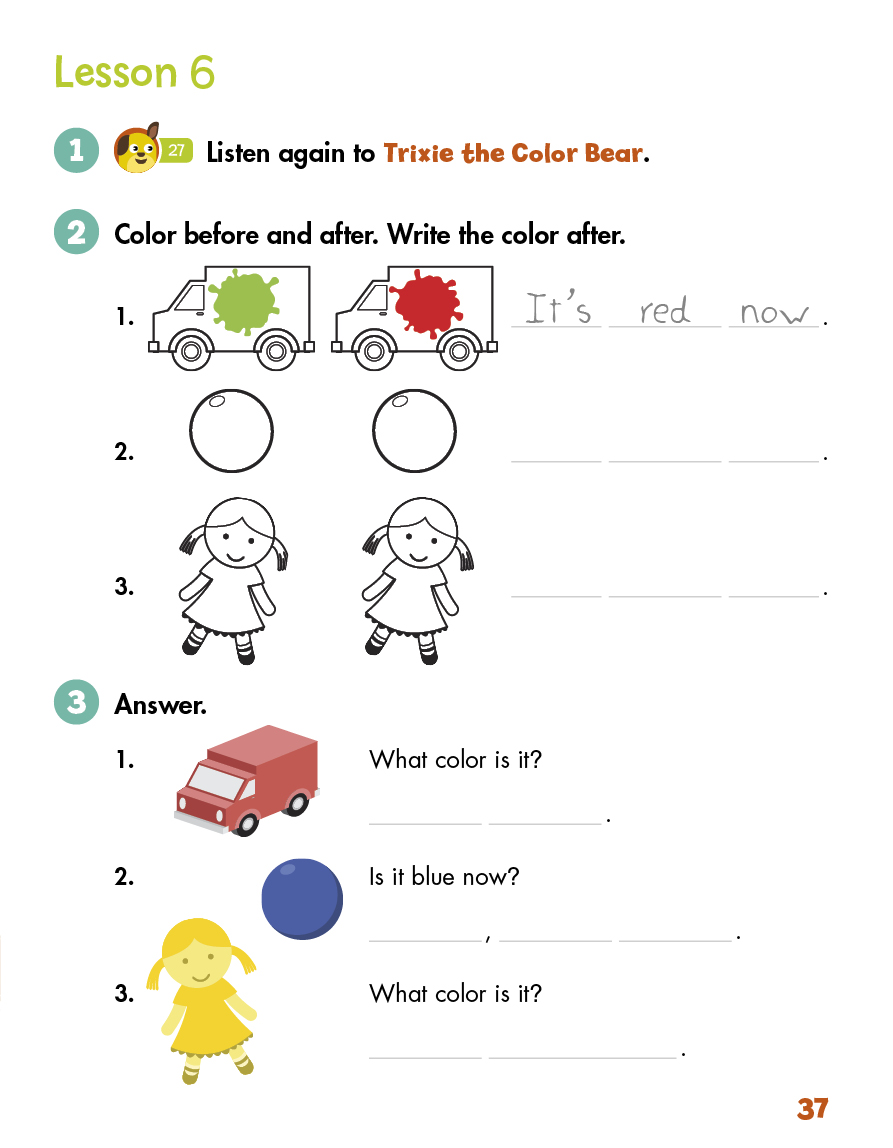 Lesson 6
1 27 Listen again to Trixie the Color Bear.
2 Color before and after. Write the color after.
1. It's red now .
2. .
3. .
3 Answer.
1. What color is it?
.
2. Is it blue now?
, .
3. What color is it?
.
37